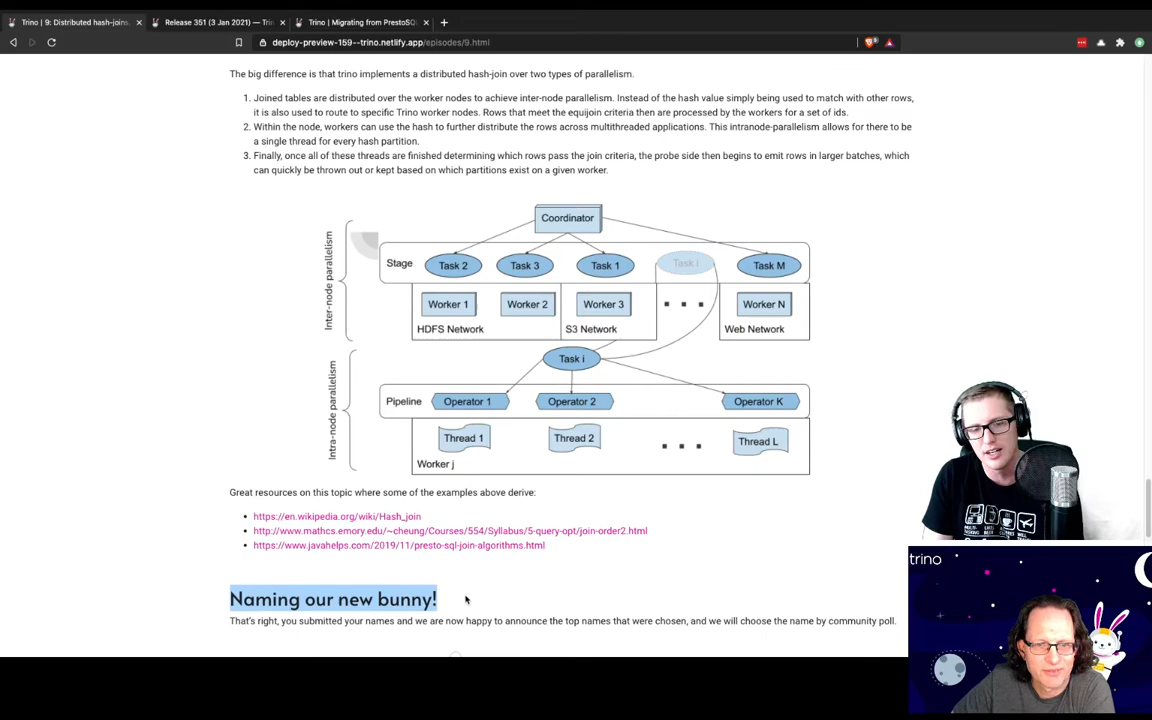 Trino | 9: Distributed hash-joins,
Release 351 (3 Jan 2021) — Trin
Trino | Migrating from PrestoSQL
deploy-preview-159--trino.netlify.app/episodes/9.html
The big difference is that trino implements a distributed hash-join over two types of parallelism.
1. Joined tables are distributed over the worker nodes to achieve inter-node parallelism. Instead of the hash value simply being used to match with other rows,
it is also used to route to specific Trino worker nodes. Rows that meet the equijoin criteria then are processed by the workers for a set of ids.
2. Within the node, workers can use the hash to further distribute the rows across multithreaded applications. This intranode-parallelism allows for there to be
a single thread for every hash partition.
3. Finally, once all of these threads are finished determining which rows pass the join criteria, the probe side then begins to emit rows in larger batches, which
can quickly be thrown out or kept based on which partitions exist on a given worker.
Coordinator
Inter-node parallelism
Stage
Task 2
Task 3
Task 1
Task i
Task M
Worker 1
Worker 2
Worker 3
Worker N
HDFS Network
S3 Network
Web Network
Task i
Intra-node parallelism
Pipeline
Operator 1
Operator 2
Operator K
Thread 1
Thread 2
Thread L
Worker j
Great resources on this topic where some of the examples above derive:
https://en.wikipedia.org/wiki/Hash_join
http://www.mathcs.emory.edu/~cheung/Courses/554/Syllabus/5-query-opt/join-order2.html
https://www.javahelps.com/2019/11/presto-sql-join-algorithms.html
Naming our new bunny!
That's right, you submitted your names and we are now happy to announce the top names that were chosen, and we will choose the name by community poll.
trino